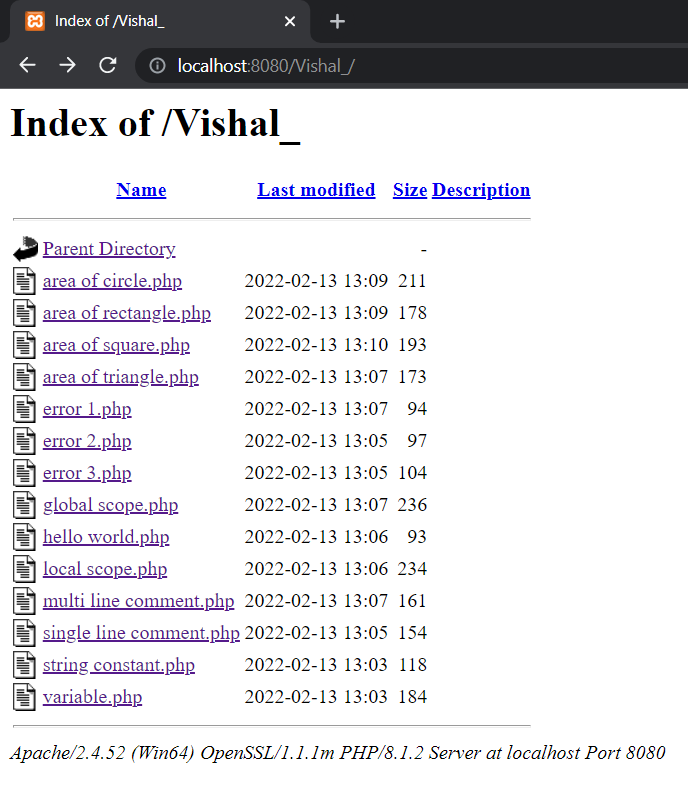 Index of /Vishal_
localhost:8080/Vishal_/
Index of /Vishal_
Name Last modified Size Description
Parent Directory -
area of circle.php 2022-02-13 13:09 211
area of rectangle.php 2022-02-13 13:09 178
area of square.php 2022-02-13 13:10 193
area of triangle.php 2022-02-13 13:07 173
error 1.php 2022-02-13 13:07 94
error 2.php 2022-02-13 13:05 97
error 3.php 2022-02-13 13:05 104
global scope.php 2022-02-13 13:07 236
hello world.php 2022-02-13 13:06 93
local scope.php 2022-02-13 13:06 234
multi line comment.php 2022-02-13 13:07 161
single line comment.php 2022-02-13 13:05 154
string constant.php 2022-02-13 13:03 118
variable.php 2022-02-13 13:03 184
Apache/2.4.52 (Win64) OpenSSL/1.1.1m PHP/8.1.2 Server at localhost Port 8080